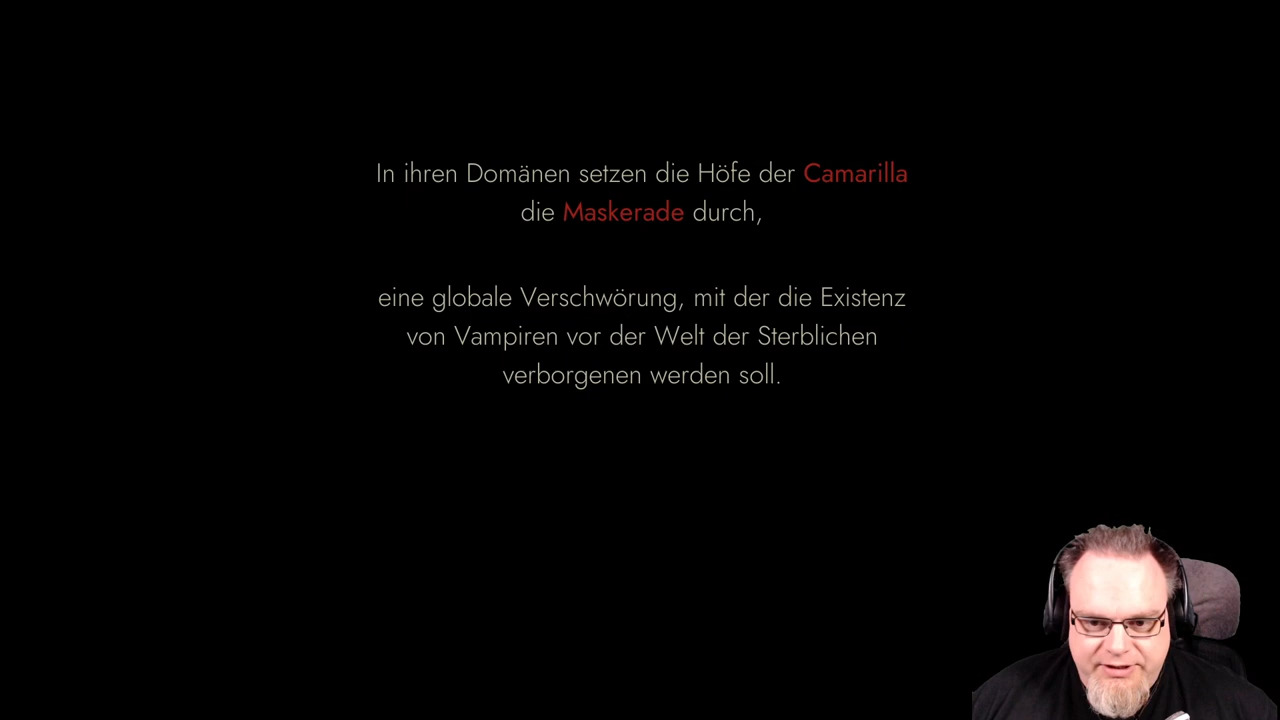 In ihren Domänen setzen die Höfe der Camarilla
die Maskerade durch,
eine globale Verschwörung, mit der die Existenz
von Vampiren vor der Welt der Sterblichen
verborgenen werden soll.